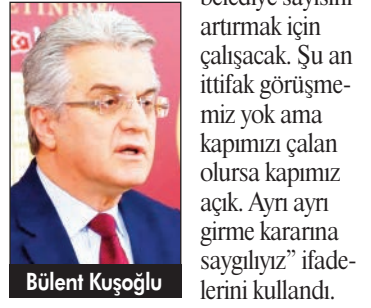 belediye sayısını
artırmak için
çalışacak. Şu an
ittifak görüşme-
miz yok ama
kapımızı çalan
olursa kapımız
açık. Ayrı ayrı
girme kararına
saygılıyız” ifade-
lerini kullandı.
Bülent Kuşoğlu